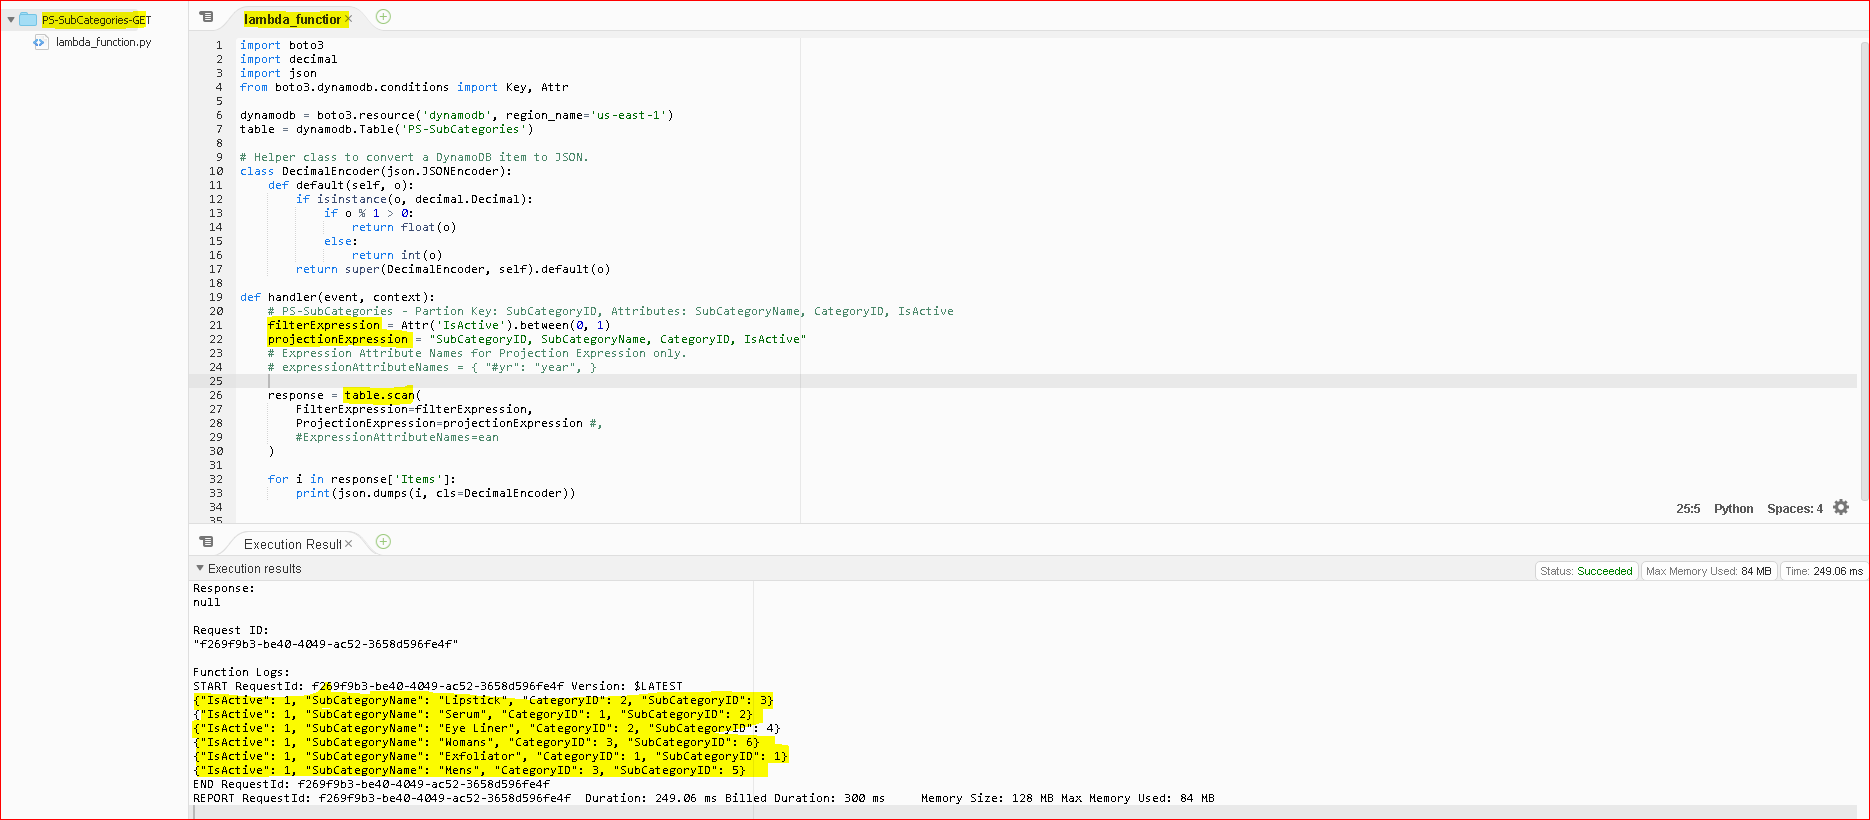 PS-SubCategories-GET
lambda_function.py
lambda_function
1 import boto3
2 import decimal
3 import json
4 from boto3.dynamodb.conditions import Key, Attr
5
6 dynamodb = boto3.resource('dynamodb', region_name='us-east-1')
7 table = dynamodb.Table('PS-SubCategories')
8
9 # Helper class to convert a DynamoDB item to JSON.
10 class DecimalEncoder(json.JSONEncoder):
11     def default(self, o):
12         if isinstance(o, decimal.Decimal):
13             if o % 1 > 0:
14                 return float(o)
15             else:
16                 return int(o)
17         return super(DecimalEncoder, self).default(o)
18
19 def handler(event, context):
20     # PS-SubCategories - Partion Key: SubCategoryID, Attributes: SubCategoryName, CategoryID, IsActive
21     filterExpression = Attr('IsActive').between(0, 1)
22     projectionExpression = "SubCategoryID, SubCategoryName, CategoryID, IsActive"
23     # Expression Attribute Names for Projection Expression only.
24     # expressionAttributeNames = { "#yr": "year", }
25
26     response = table.scan(
27         FilterExpression=filterExpression,
28         ProjectionExpression=projectionExpression #,
29         #ExpressionAttributeNames=ean
30     )
31
32     for i in response['Items']:
33         print(json.dumps(i, cls=DecimalEncoder))
34
35
25:5 Python Spaces: 4
Execution Result
Execution results
Status: Succeeded Max Memory Used: 84 MB Time: 249.06 ms
Response:
null
Request ID:
"f269f9b3-be40-4049-ac52-3658d596fe4f"
Function Logs:
START RequestId: f269f9b3-be40-4049-ac52-3658d596fe4f Version: $LATEST
{"IsActive": 1, "SubCategoryName": "Lipstick", "CategoryID": 2, "SubCategoryID": 3}
{"IsActive": 1, "SubCategoryName": "Serum", "CategoryID": 1, "SubCategoryID": 2}
{"IsActive": 1, "SubCategoryName": "Eye Liner", "CategoryID": 2, "SubCategoryID": 4}
{"IsActive": 1, "SubCategoryName": "Womans", "CategoryID": 3, "SubCategoryID": 6}
{"IsActive": 1, "SubCategoryName": "Exfoliator", "CategoryID": 1, "SubCategoryID": 1}
{"IsActive": 1, "SubCategoryName": "Mens", "CategoryID": 3, "SubCategoryID": 5}
END RequestId: f269f9b3-be40-4049-ac52-3658d596fe4f
REPORT RequestId: f269f9b3-be40-4049-ac52-3658d596fe4f Duration: 249.06 ms Billed Duration: 300 ms Memory Size: 128 MB Max Memory Used: 84 MB